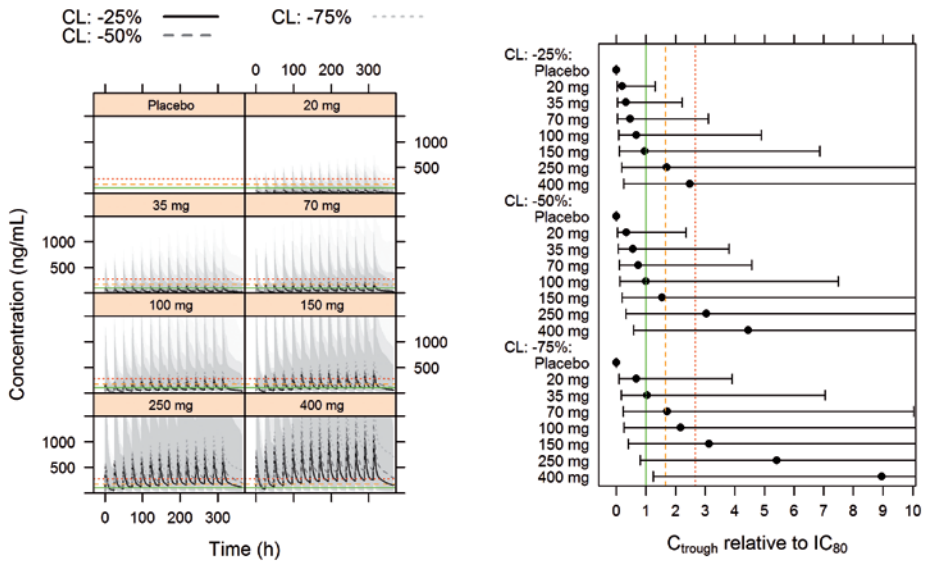 CL: -25%
CL: -75%
CL: -50%
0 100 200 300
Placebo
20 mg
1000
500
35 mg
70 mg
1000
500
100 mg
150 mg
1000
500
250 mg
400 mg
1000
500
0 100 200 300
Concentration (ng/mL)
Time (h)
CL: -25%:
Placebo
20 mg
35 mg
70 mg
100 mg
150 mg
250 mg
400 mg
CL: -50%:
Placebo
20 mg
35 mg
70 mg
100 mg
150 mg
250 mg
400 mg
CL: -75%:
Placebo
20 mg
35 mg
70 mg
100 mg
150 mg
250 mg
400 mg
0 1 2 3 4 5 6 7 8 9 10
Ctrough relative to IC80